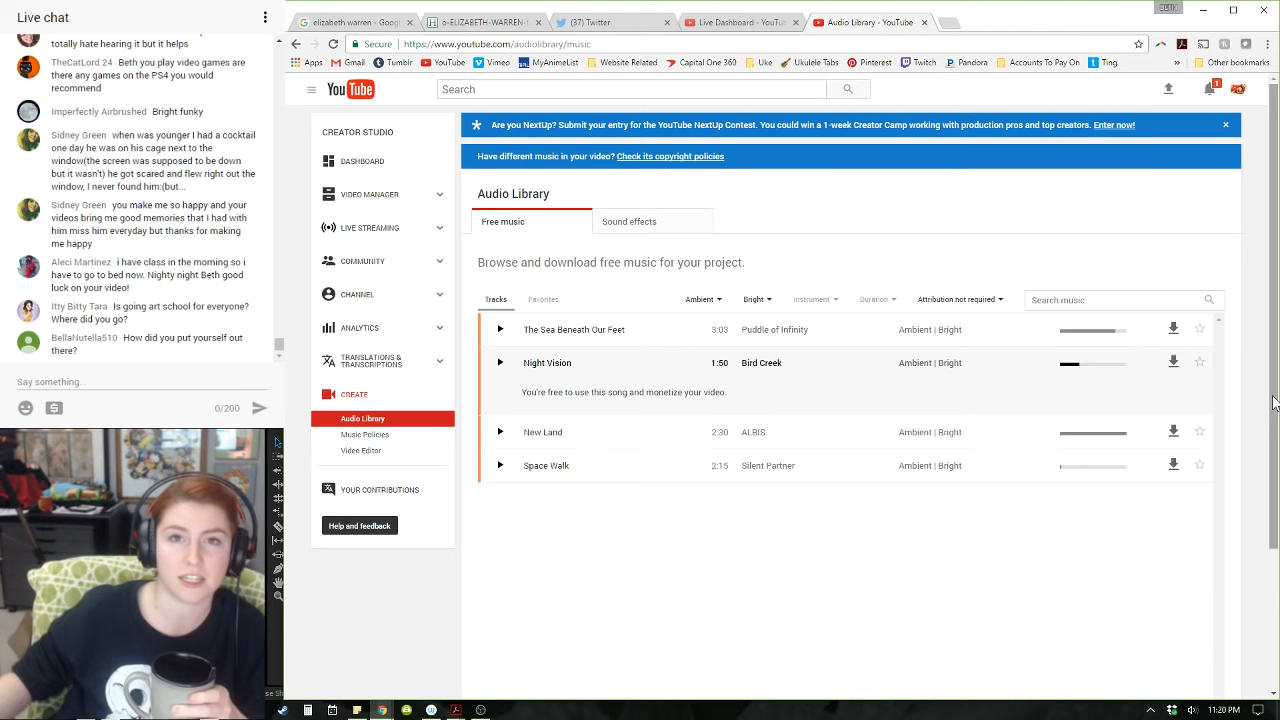 Live chat
totally hate hearing it but it helps
TheCatLord 24 Beth you play video games are
there any games on the PS4 you would
recommend
Imperfectly Airbrushed Bright funky
Sidney Green when was younger I had a cocktail
one day he was on his cage next to the
window(the screen was supposed to be down
but it wasn't) he got scared and flew right out the
window, I never found him:(but...
Sidney Green you make me so happy and your
videos bring me good memories that I had with
him miss him everyday but thanks for making
me happy
Aleci Martinez i have class in the morning so i
have to go to bed now. Nighty night Beth good
luck on your video!
Itty Bitty Tara Is going art school for everyone?
Where did you go?
BellaNutella510 How did you put yourself out
there?
Say something...
0/200
BETH
elizabeth warren - Googl
o-ELIZABETH-WARREN-f
(37) Twitter
Live Dashboard - YouTu
Audio Library - YouTube
Secure https://www.youtube.com/audiolibrary/music
Apps Gmail Tumblr YouTube Vimeo MyAnimeList Website Related Capital One360 Uke Ukulele Tabs Pinterest Twitch Pandora Accounts To Pay On Ting » Other bookmarks
YouTube
Search
1
CREATOR STUDIO
DASHBOARD
VIDEO MANAGER
LIVE STREAMING
COMMUNITY
CHANNEL
ANALYTICS
TRANSLATIONS &
TRANSCRIPTIONS
CREATE
Audio Library
Music Policies
Video Editor
YOUR CONTRIBUTIONS
Help and feedback
Are you NextUp? Submit your entry for the YouTube NextUp Contest. You could win a 1-week Creator Camp working with production pros and top creators. Enter now!
Have different music in your video? Check its copyright policies
Audio Library
Free music Sound effects
Browse and download free music for your project.
Tracks Favorites Ambient Bright Instrument Duration Attribution not required Search music
The Sea Beneath Our Feet 3:03 Puddle of Infinity Ambient | Bright
Night Vision 1:50 Bird Creek Ambient | Bright
You're free to use this song and monetize your video.
New Land 2:30 ALBIS Ambient | Bright
Space Walk 2:15 Silent Partner Ambient | Bright
se Sh
11:20 PM